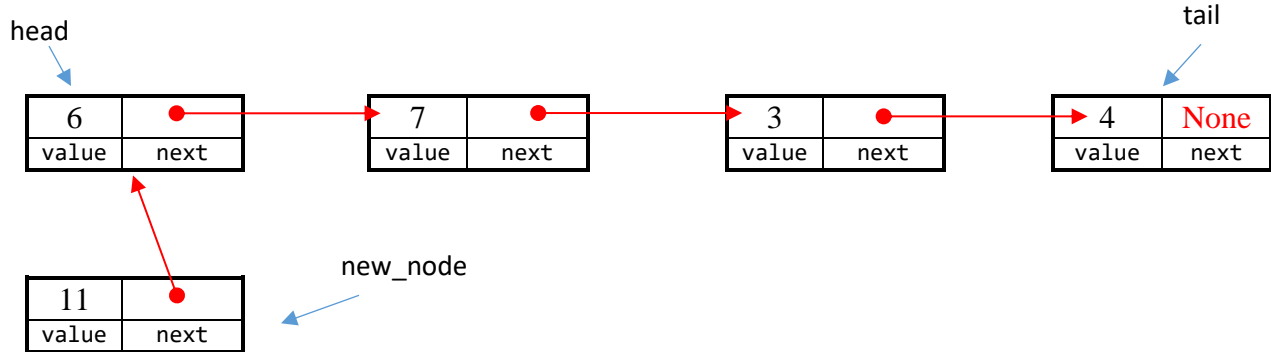 head
tail
6
7
3
4 None
value next
value next
value next
value next
new_node
11
value next